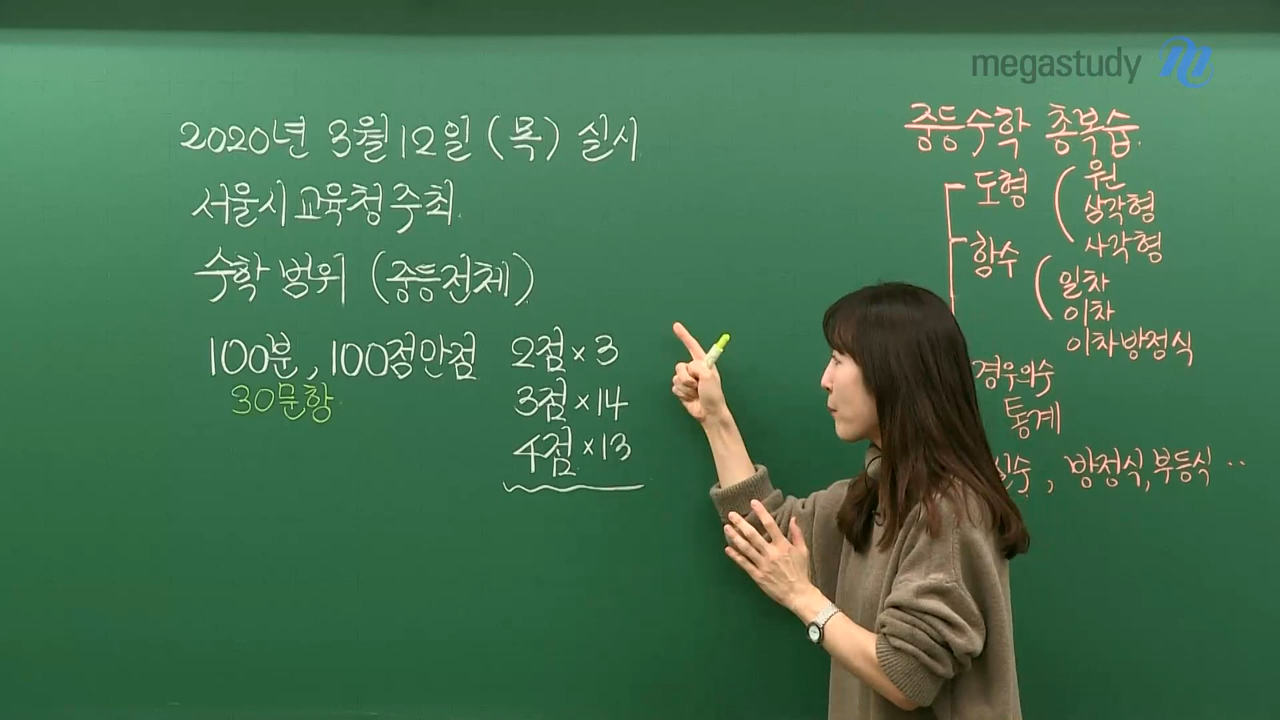 megastudy
2020년 3월 12일 (목) 실시
서울시교육청주최.
수학 범위 (중등전체)
100분, 100점만점
30문항
2점×3
3점×14
4점×13
중등수학 총복습
도형
원
삼각형
사각형
함수
일차
이차
이차방정식
경우의수
통계
방정식, 부등식 ..